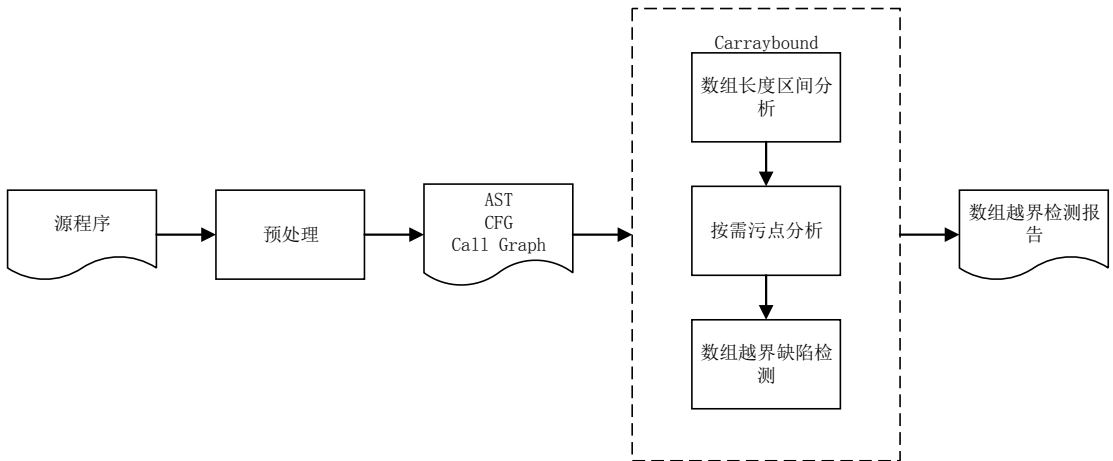 源程序
预处理
AST
CFG
Call Graph
Carraybound
数组长度区间分
析
按需污点分析
数组越界缺陷检
测
数组越界检测报
告